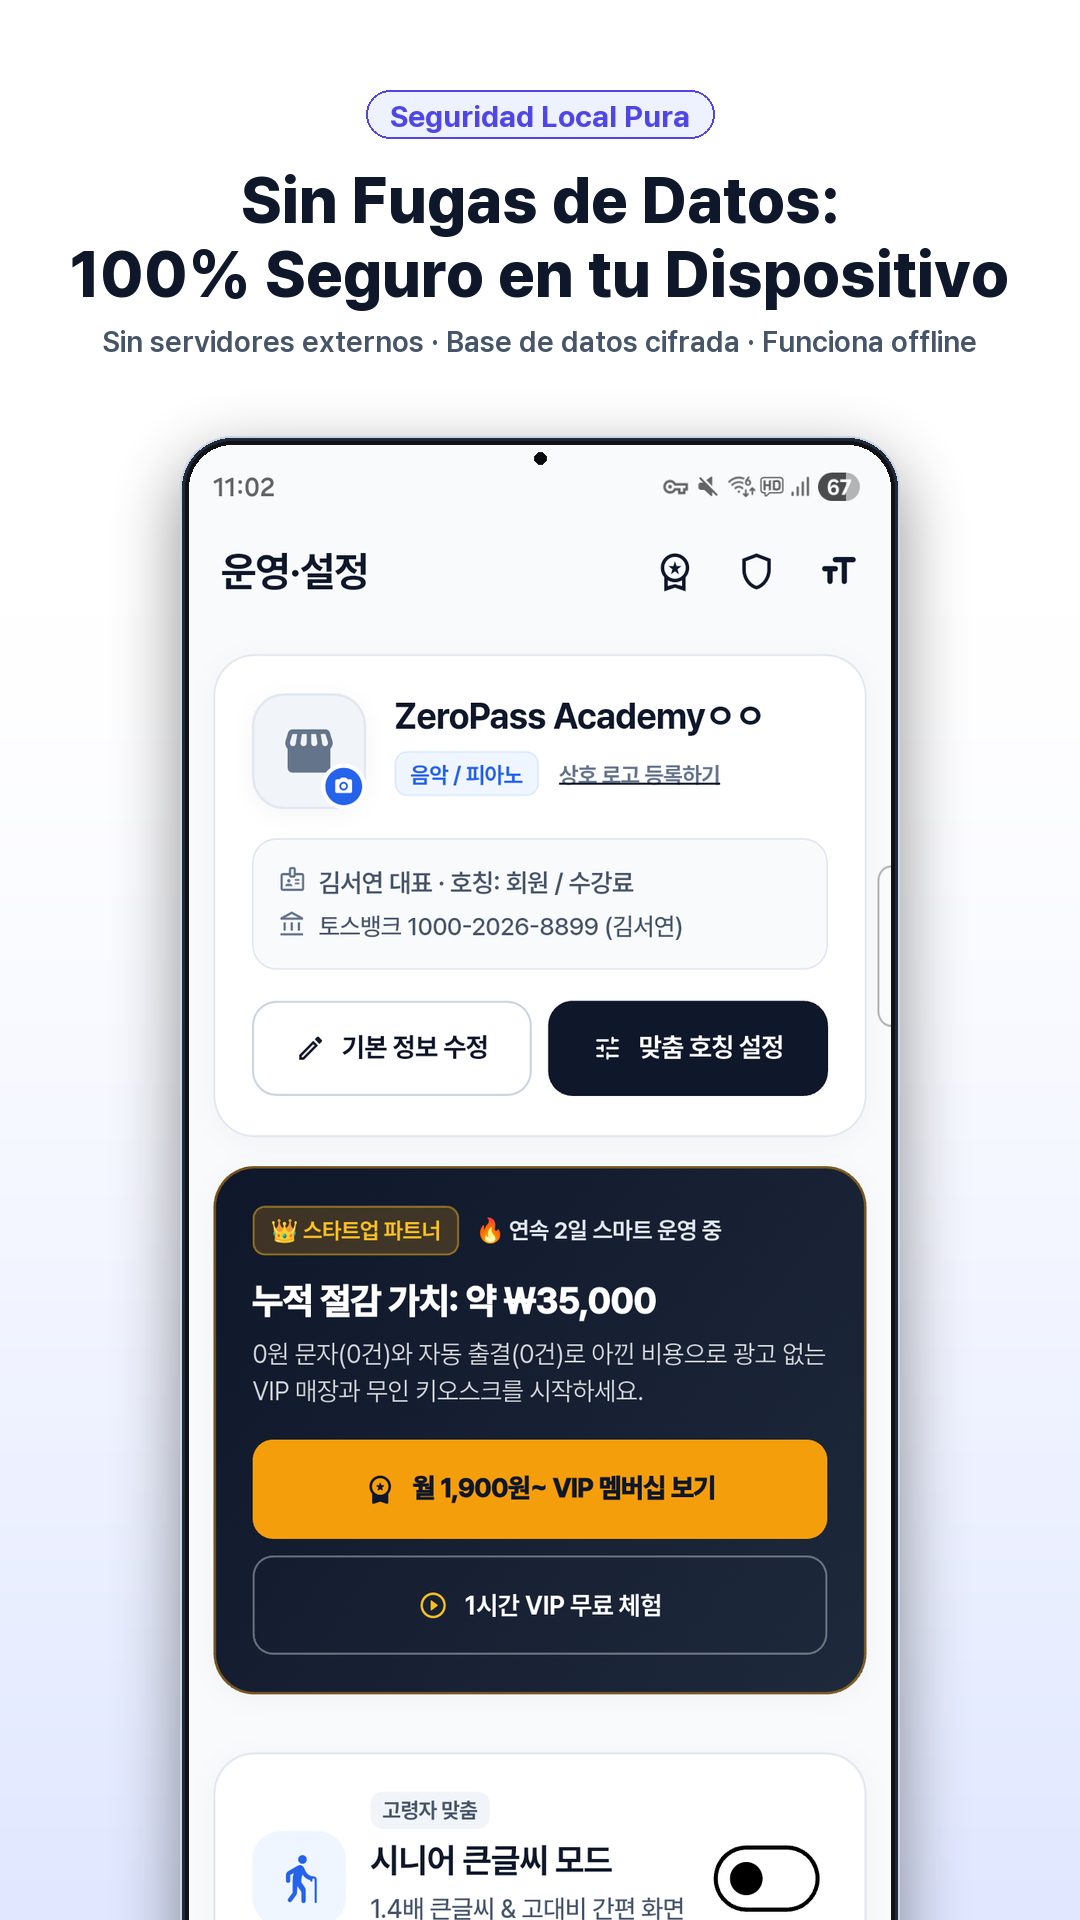 Seguridad Local Pura
Sin Fugas de Datos:
100% Seguro en tu Dispositivo
Sin servidores externos · Base de datos cifrada · Funciona offline
11:02
HD
67
운영·설정
ZeroPass Academyㅇㅇ
음악 / 피아노
상호 로고 등록하기
김서연 대표 · 호칭: 회원 / 수강료
토스뱅크 1000-2026-8899 (김서연)
기본 정보 수정
맞춤 호칭 설정
👑 스타트업 파트너
🔥 연속 2일 스마트 운영 중
누적 절감 가치: 약 ₩35,000
0원 문자(0건)와 자동 출결(0건)로 아낀 비용으로 광고 없는
VIP 매장과 무인 키오스크를 시작하세요.
월 1,900원~ VIP 멤버십 보기
1시간 VIP 무료 체험
고령자 맞춤
시니어 큰글씨 모드
1.4배 큰글씨 & 고대비 간편 화면